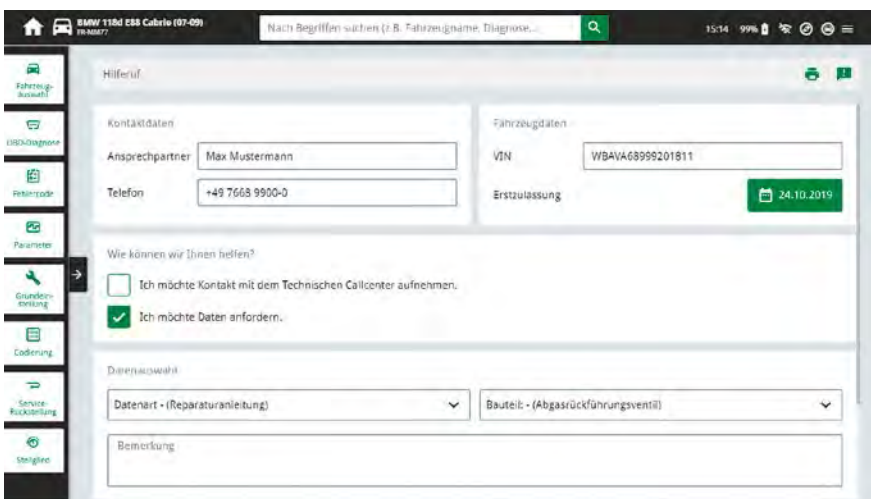 BMW 118d E88 Cabrio (07-09)
FR-MM77
Nach Begriffen suchen (z.B. Fahrzeugname, Diagnose...
15:14 99%
Fahrzeug-
auswahl
OBD-Diagnose
Fehlercode
Parameter
Grundein-
stellung
Codierung
Service-
Rückstellung
Stellglied
Hilferuf
Kontaktdaten
Ansprechpartner Max Mustermann
Telefon +49 7668 9900-0
Fahrzeugdaten
VIN WBAVA68999201811
Erstzulassung 24.10.2019
Wie können wir Ihnen helfen?
Ich möchte Kontakt mit dem Technischen Callcenter aufnehmen.
Ich möchte Daten anfordern.
Datenauswahl
Datenart - (Reparaturanleitung)
Bauteil: - (Abgasrückführungsventil)
Bemerkung